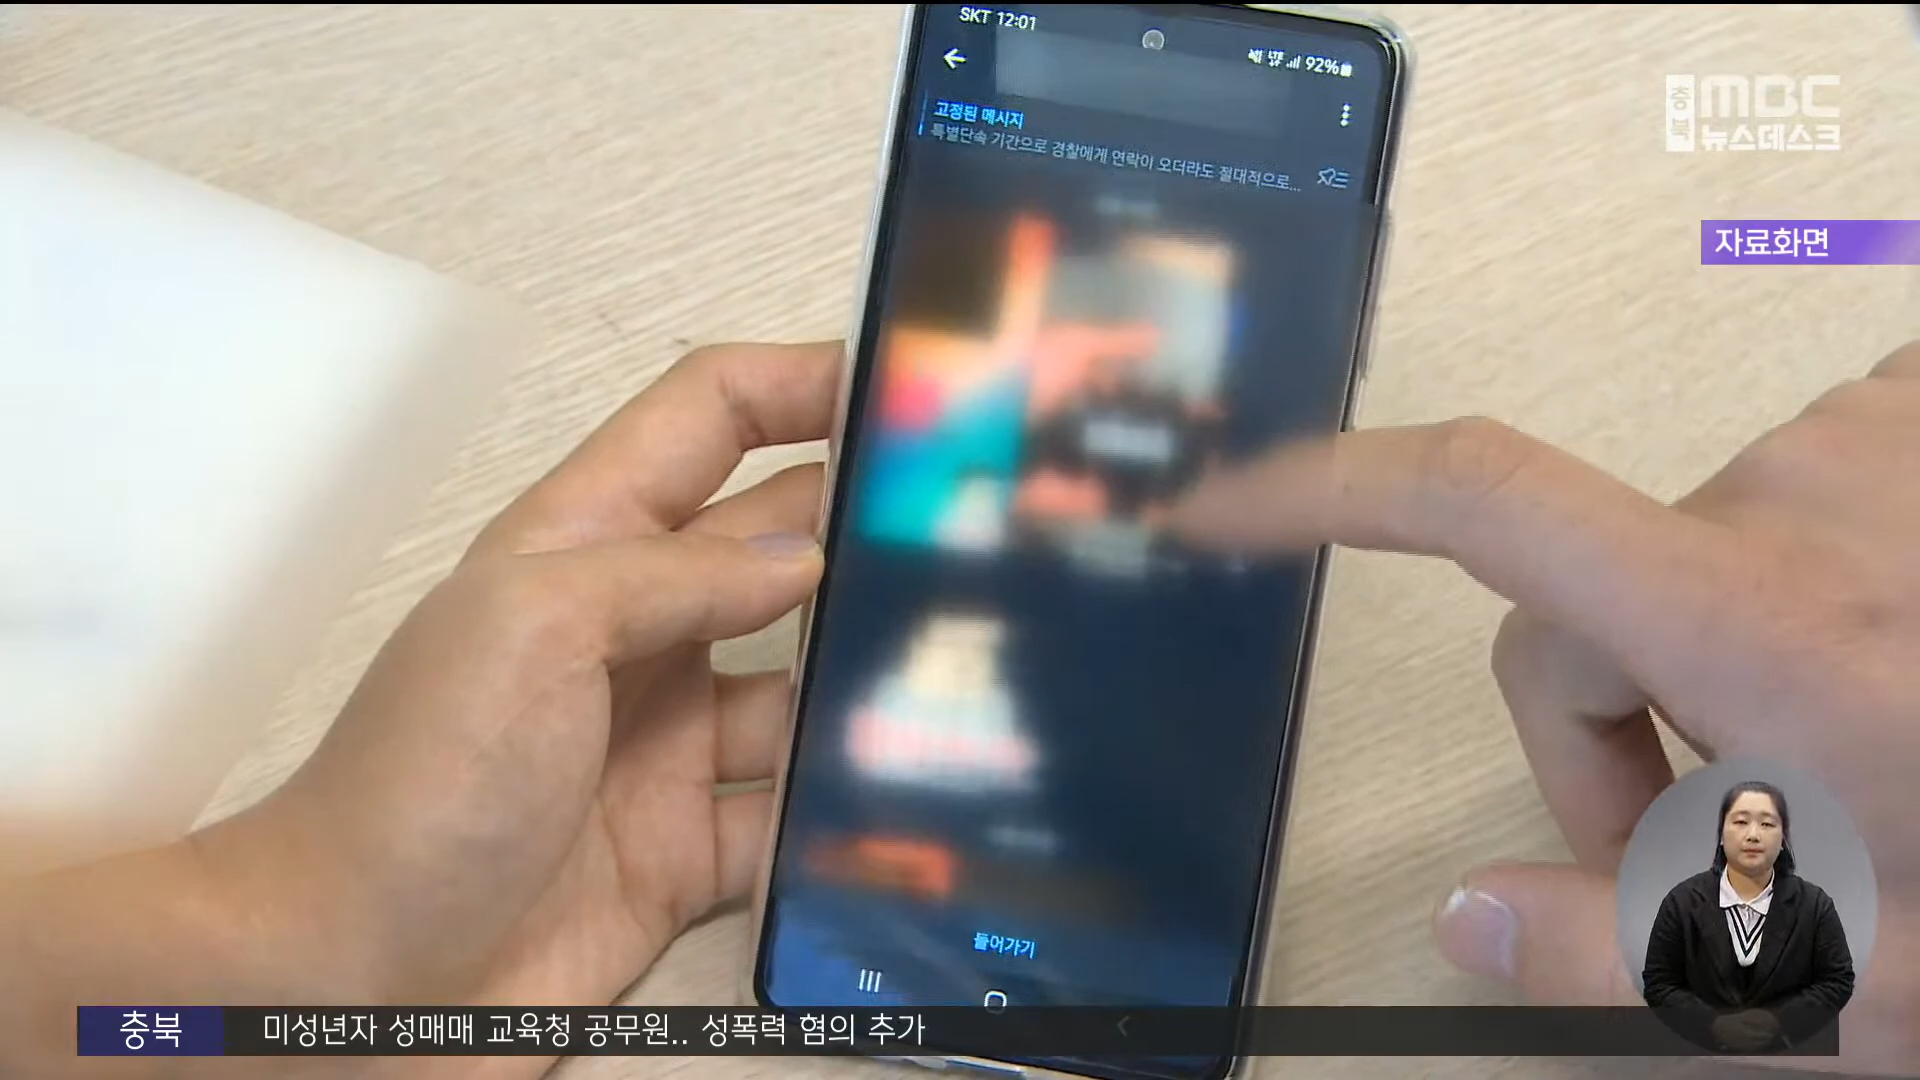 SKT 12:01
92%
고정된 메시지
특별단속 기간으로 경찰에게 연락이 오더라도 절대적으로...
충북
MBC
뉴스데스크
자료화면
들어가기
충북
미성년자 성매매 교육청 공무원.. 성폭력 혐의 추가